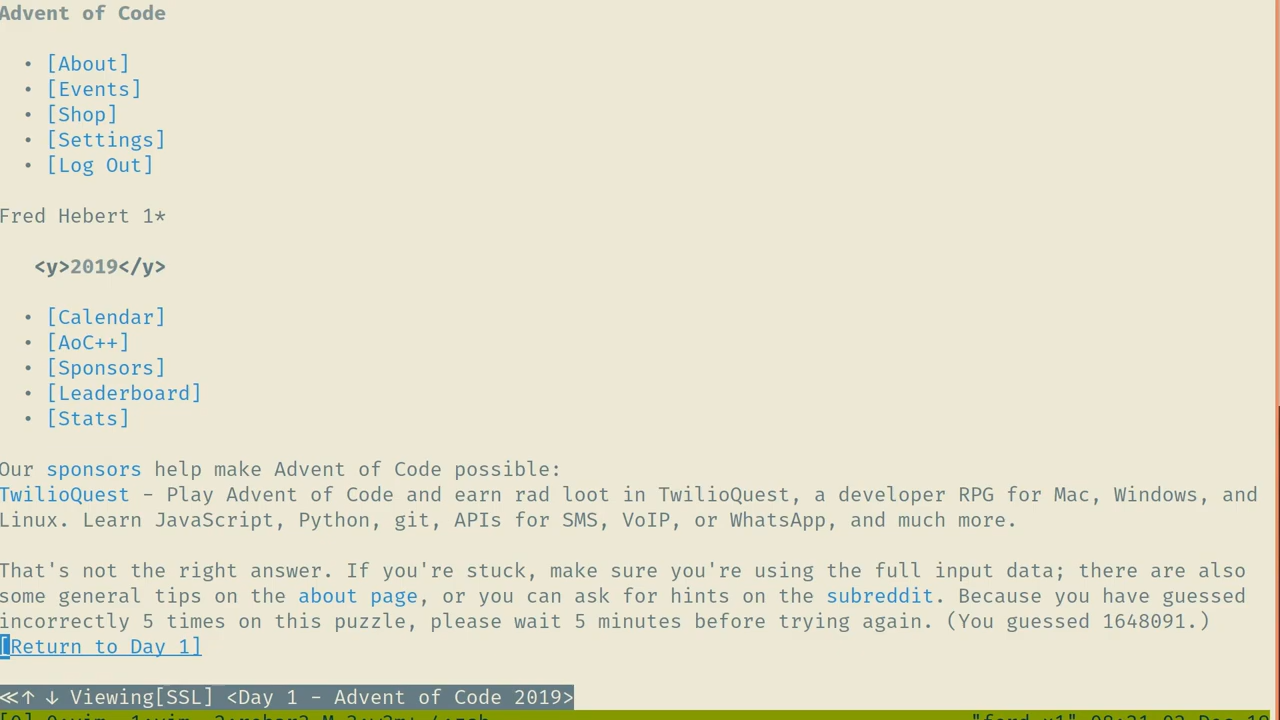 Advent of Code
• [About]
• [Events]
• [Shop]
• [Settings]
• [Log Out]
Fred Hebert 1*
<y>2019</y>
• [Calendar]
• [AoC++]
• [Sponsors]
• [Leaderboard]
• [Stats]
Our sponsors help make Advent of Code possible:
TwilioQuest - Play Advent of Code and earn rad loot in TwilioQuest, a developer RPG for Mac, Windows, and
Linux. Learn JavaScript, Python, git, APIs for SMS, VoIP, or WhatsApp, and much more.
That's not the right answer. If you're stuck, make sure you're using the full input data; there are also
some general tips on the about page, or you can ask for hints on the subreddit. Because you have guessed
incorrectly 5 times on this puzzle, please wait 5 minutes before trying again. (You guessed 1648091.)
[Return to Day 1]
≪↑ ↓ Viewing[SSL] <Day 1 - Advent of Code 2019>